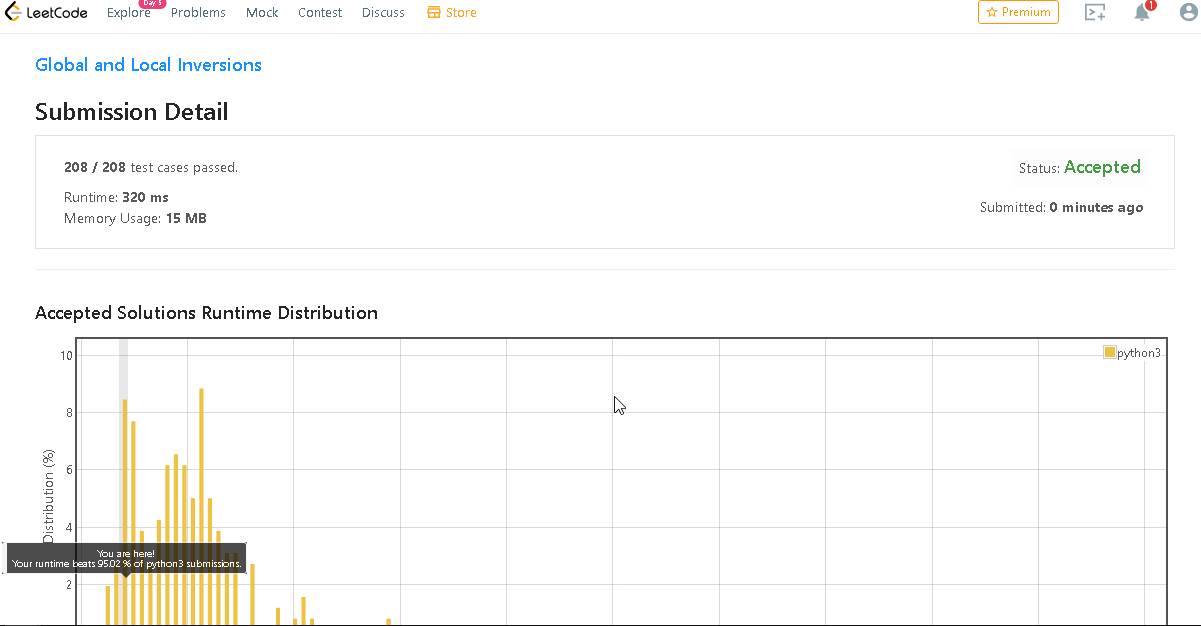 LeetCode Explore Day 5 Problems Mock Contest Discuss Store Premium 1
Global and Local Inversions
Submission Detail
208 / 208 test cases passed.
Status: Accepted
Runtime: 320 ms
Submitted: 0 minutes ago
Memory Usage: 15 MB
Accepted Solutions Runtime Distribution
10
python3
8
6
Distribution (%)
4
You are here!
Your runtime beats 95.02 % of python3 submissions.
2